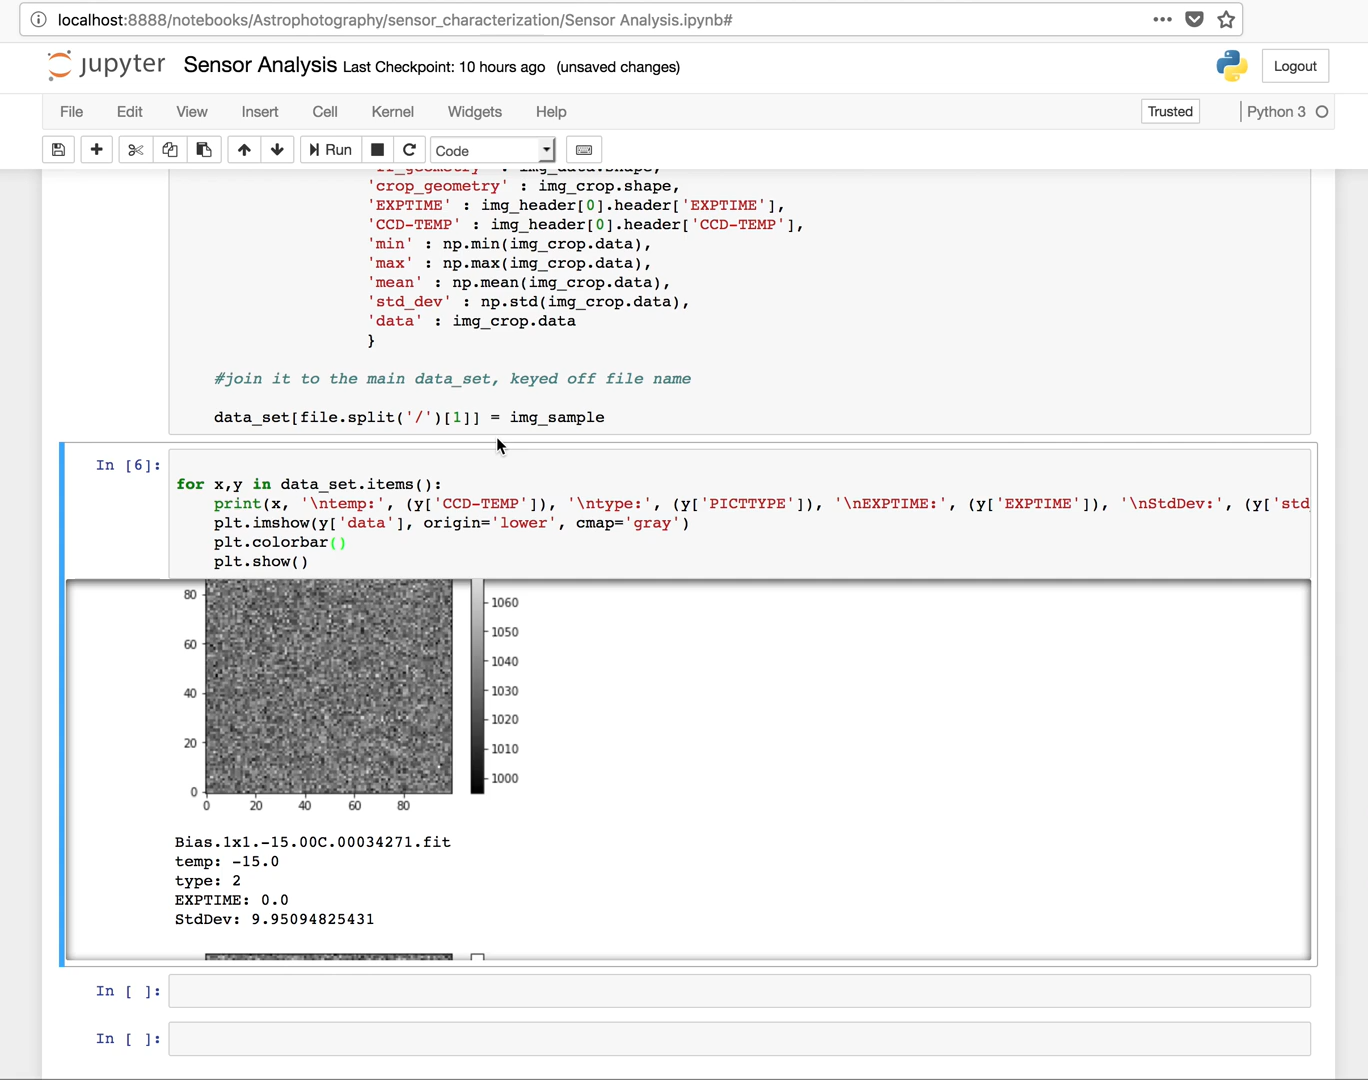 localhost:8888/notebooks/Astrophotography/sensor_characterization/Sensor Analysis.ipynb#
jupyter Sensor Analysis Last Checkpoint: 10 hours ago (unsaved changes)
Logout
File Edit View Insert Cell Kernel Widgets Help
Trusted
Python 3
Run
Code
'crop_geometry' : img_crop.shape,
'EXPTIME' : img_header[0].header['EXPTIME'],
'CCD-TEMP' : img_header[0].header['CCD-TEMP'],
'min' : np.min(img_crop.data),
'max' : np.max(img_crop.data),
'mean' : np.mean(img_crop.data),
'std_dev' : np.std(img_crop.data),
'data' : img_crop.data
}
#join it to the main data_set, keyed off file name
data_set[file.split('/')[1]] = img_sample
In [6]:
for x,y in data_set.items():
print(x, '\ntemp:', (y['CCD-TEMP']), '\ntype:', (y['PICTTYPE']), '\nEXPTIME:', (y['EXPTIME']), '\nStdDev:', (y['std
plt.imshow(y['data'], origin='lower', cmap='gray')
plt.colorbar()
plt.show()
80
60
40
20
0
0 20 40 60 80
1060
1050
1040
1030
1020
1010
1000
Bias.1x1.-15.00C.00034271.fit
temp: -15.0
type: 2
EXPTIME: 0.0
StdDev: 9.95094825431
In [ ]:
In [ ]: